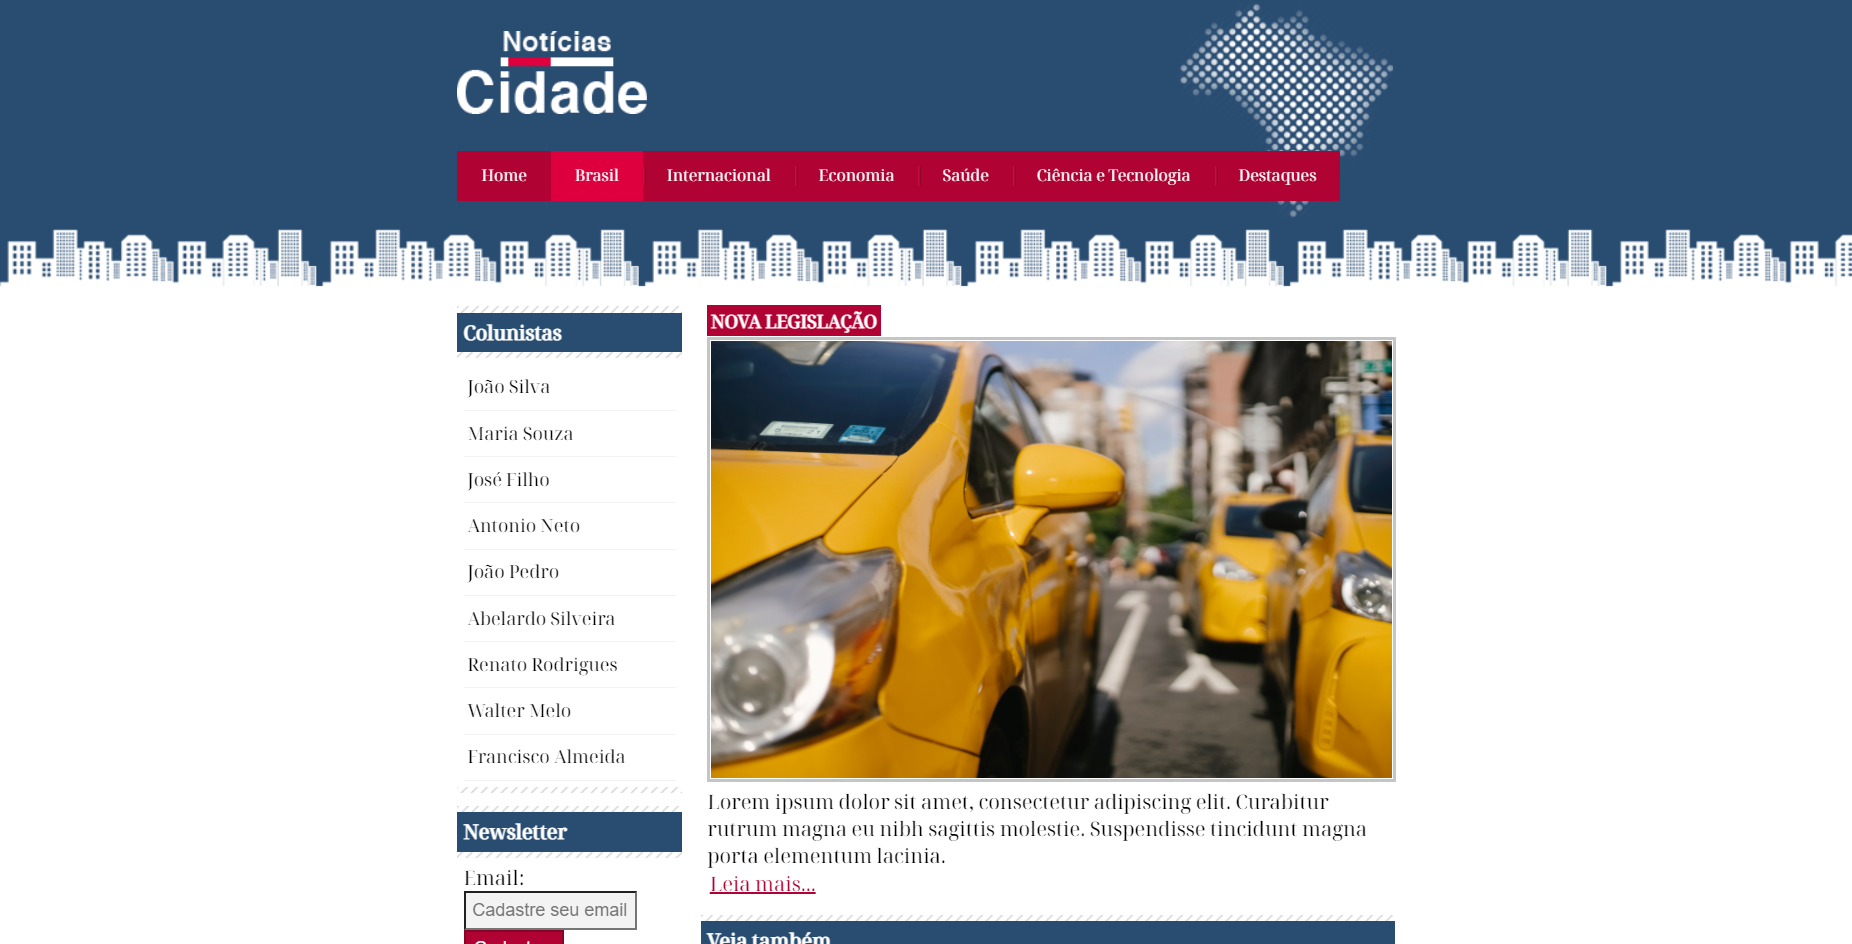 Notícias
Cidade
Home Brasil Internacional Economia Saúde Ciência e Tecnologia Destaques
Colunistas
João Silva
Maria Souza
José Filho
Antonio Neto
João Pedro
Abelardo Silveira
Renato Rodrigues
Walter Melo
Francisco Almeida
Newsletter
Email:
Cadastre seu email
NOVA LEGISLAÇÃO
Lorem ipsum dolor sit amet, consectetur adipiscing elit. Curabitur
rutrum magna eu nibh sagittis molestie. Suspendisse tincidunt magna
porta elementum lacinia.
Leia mais...
Veja também